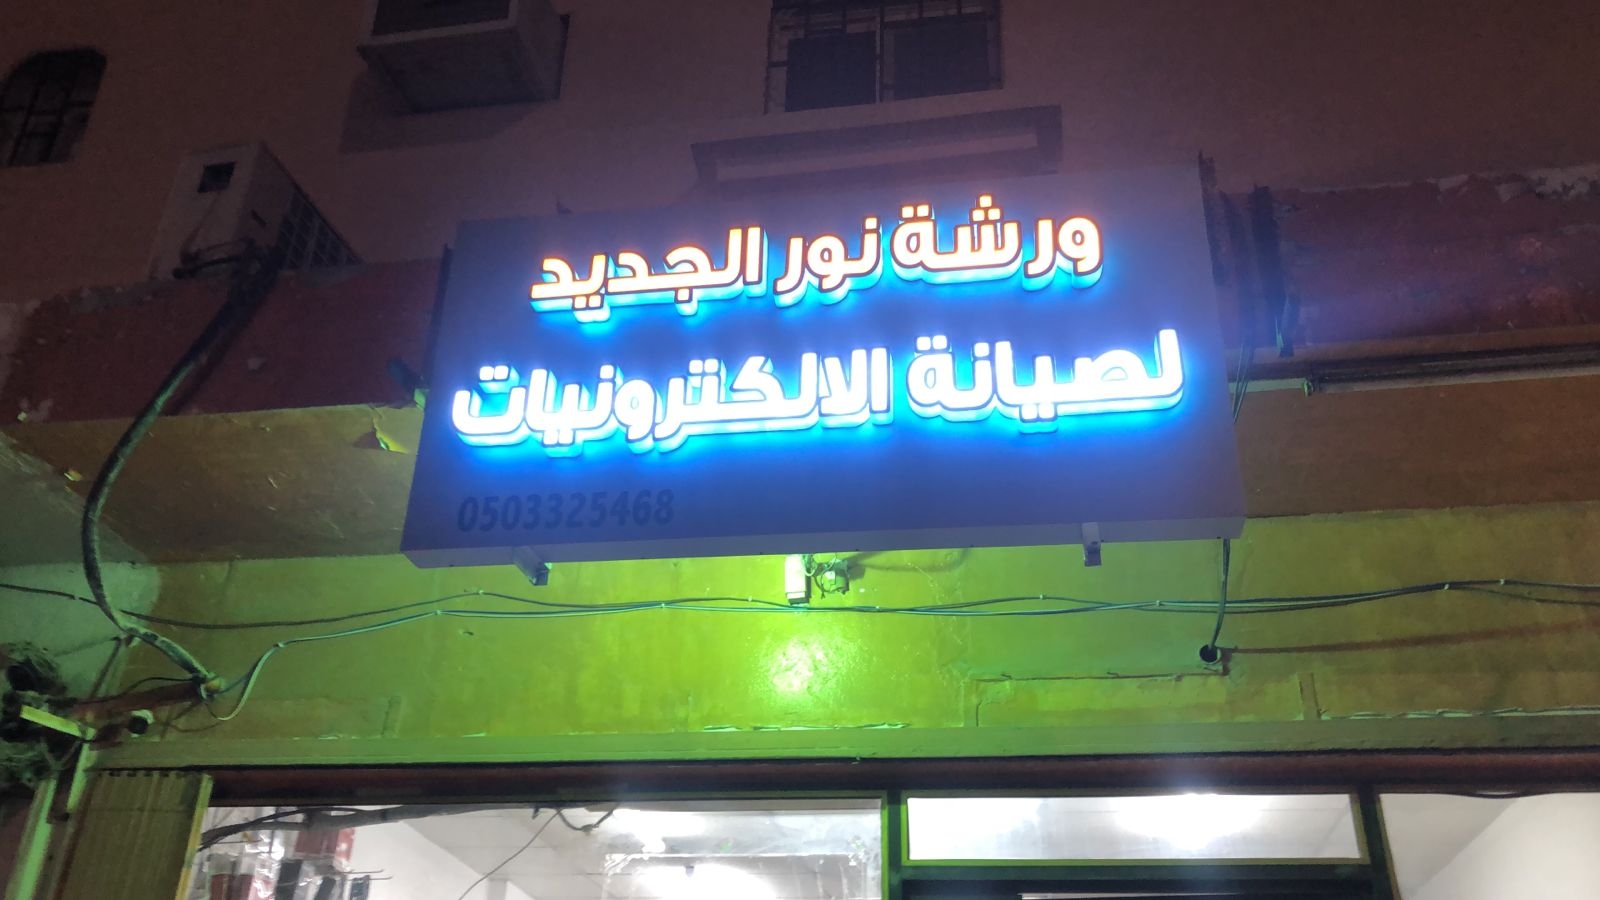 ورشة نور الجديد
لصيانة الالكترونيات
0503325468